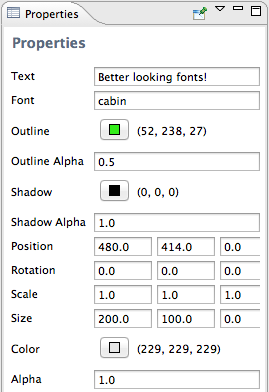 Properties
Properties
Text Better looking fonts!
Font cabin
Outline (52, 238, 27)
Outline Alpha 0.5
Shadow (0, 0, 0)
Shadow Alpha 1.0
Position 480.0 414.0 0.0
Rotation 0.0 0.0 0.0
Scale 1.0 1.0 1.0
Size 200.0 100.0 0.0
Color (229, 229, 229)
Alpha 1.0